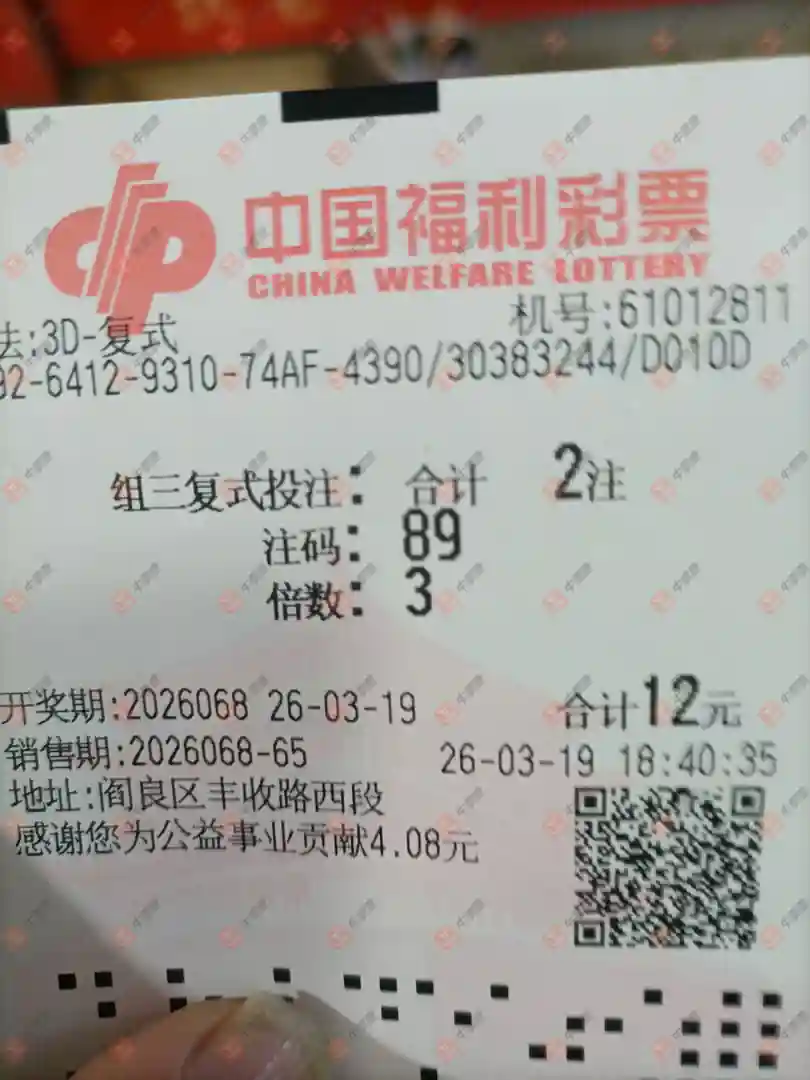 中国福利彩票
CHINA WELFARE LOTTERY
机号:61012811
法:3D-复式
92-6412-9310-74AF-4390/30383244/D010D
组三复式投注: 合计 2注
注码: 89
倍数: 3
开奖期:2026068 26-03-19 合计12元
销售期:2026068-65 26-03-19 18:40:35
地址:阎良区丰收路西段
感谢您为公益事业贡献4.08元